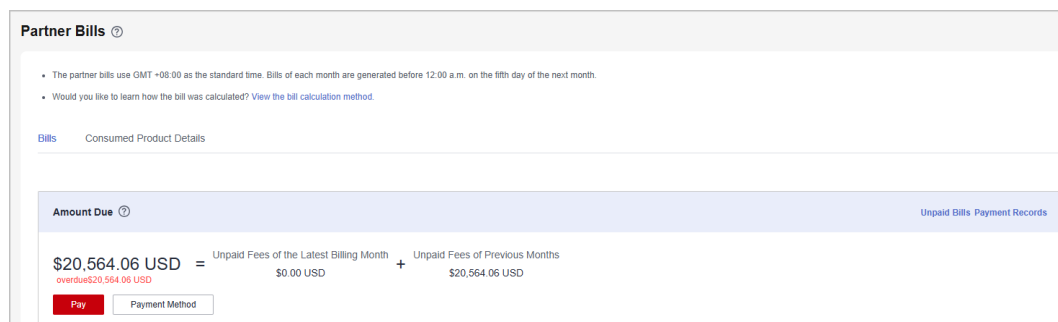 Partner Bills
The partner bills use GMT +08:00 as the standard time. Bills of each month are generated before 12:00 a.m. on the fifth day of the next month.
Would you like to learn how the bill was calculated? View the bill calculation method.
Bills Consumed Product Details
Amount Due Unpaid Bills Payment Records
$20,564.06 USD = Unpaid Fees of the Latest Billing Month + Unpaid Fees of Previous Months
$0.00 USD $20,564.06 USD
overdue$20,564.06 USD
Pay Payment Method